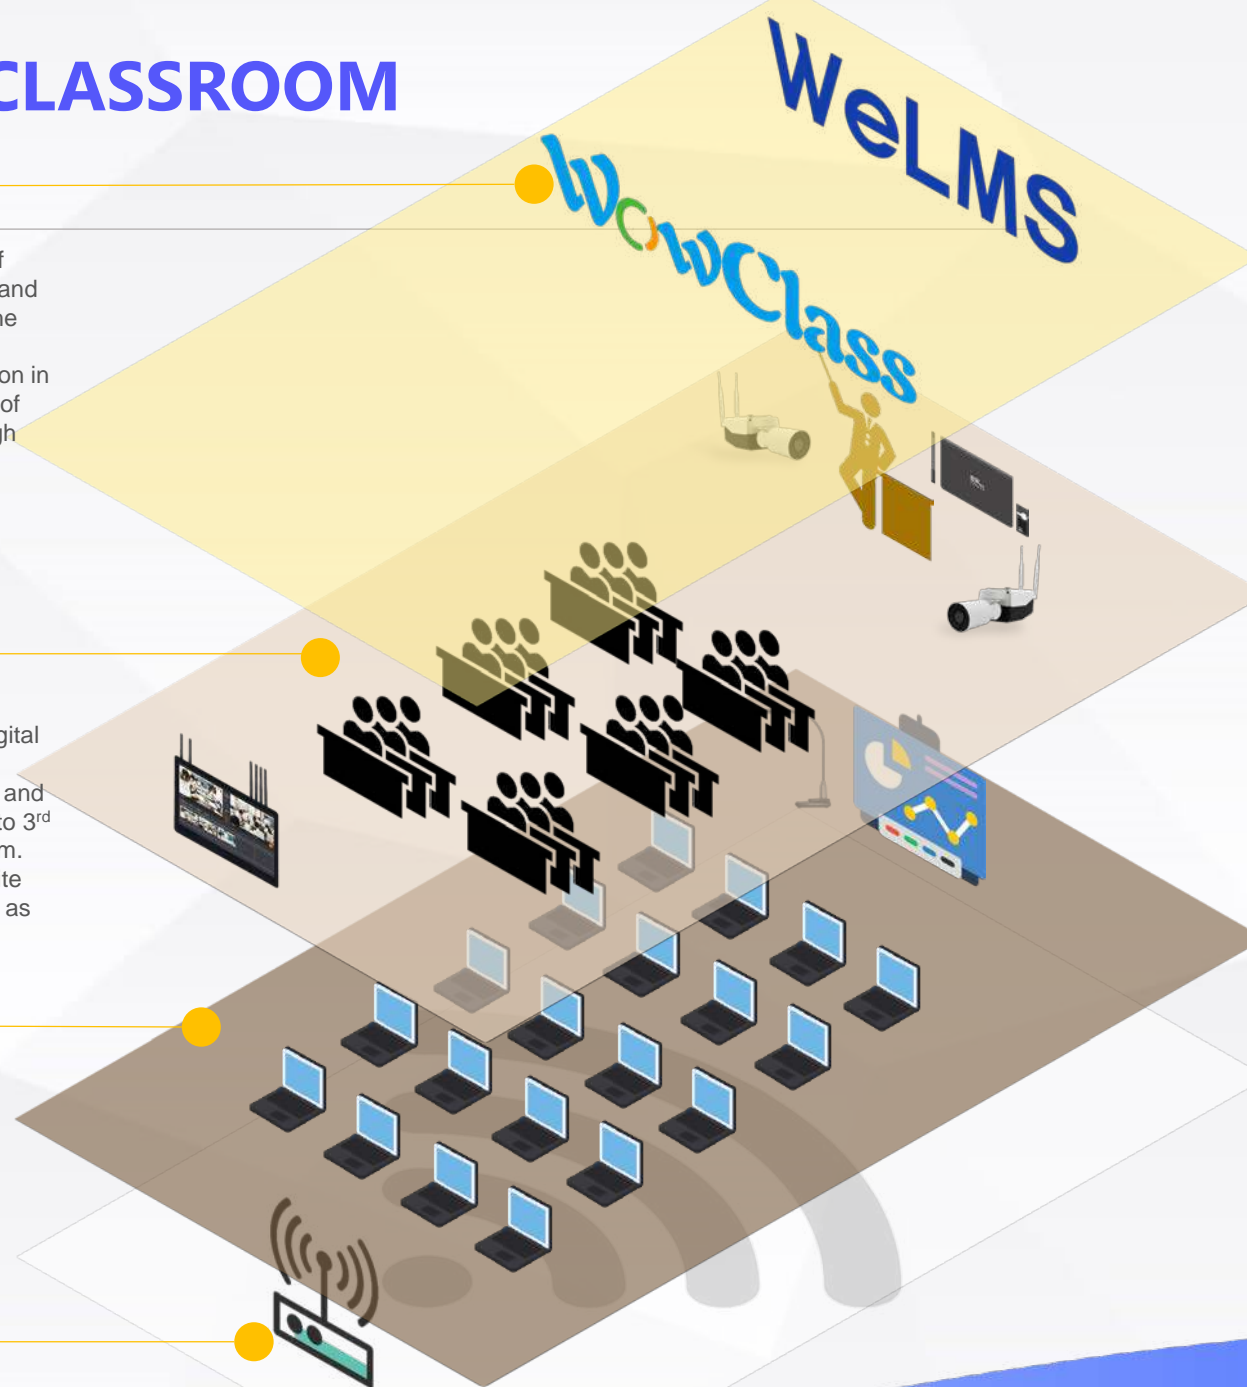 CLASSROOM
WeLMS
WowClass
f
and
ne
on in
of
gh
gital
and
to 3rd
m.
te
as